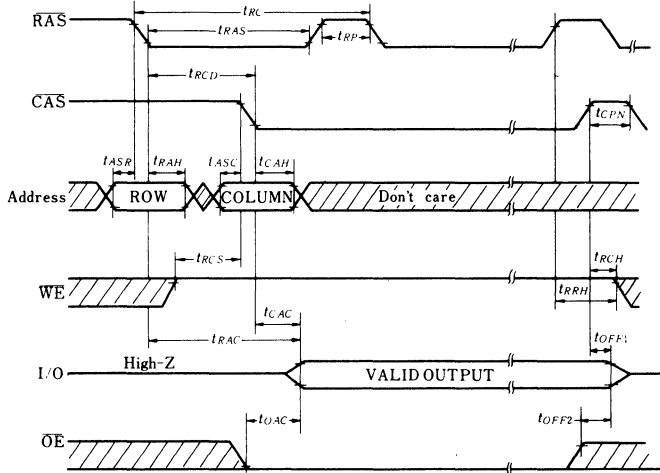 RAS
tRC
tRAS
tRP
tRCD
CAS
tCPN
tASR
tRAH
tASC
tCAH
Address
ROW
COLUMN
Don't care
tRCS
tRCH
WE
tRRH
tCAC
tRAC
tOFF1
High-Z
I/O
VALID OUTPUT
tOAC
tOFF2
OE